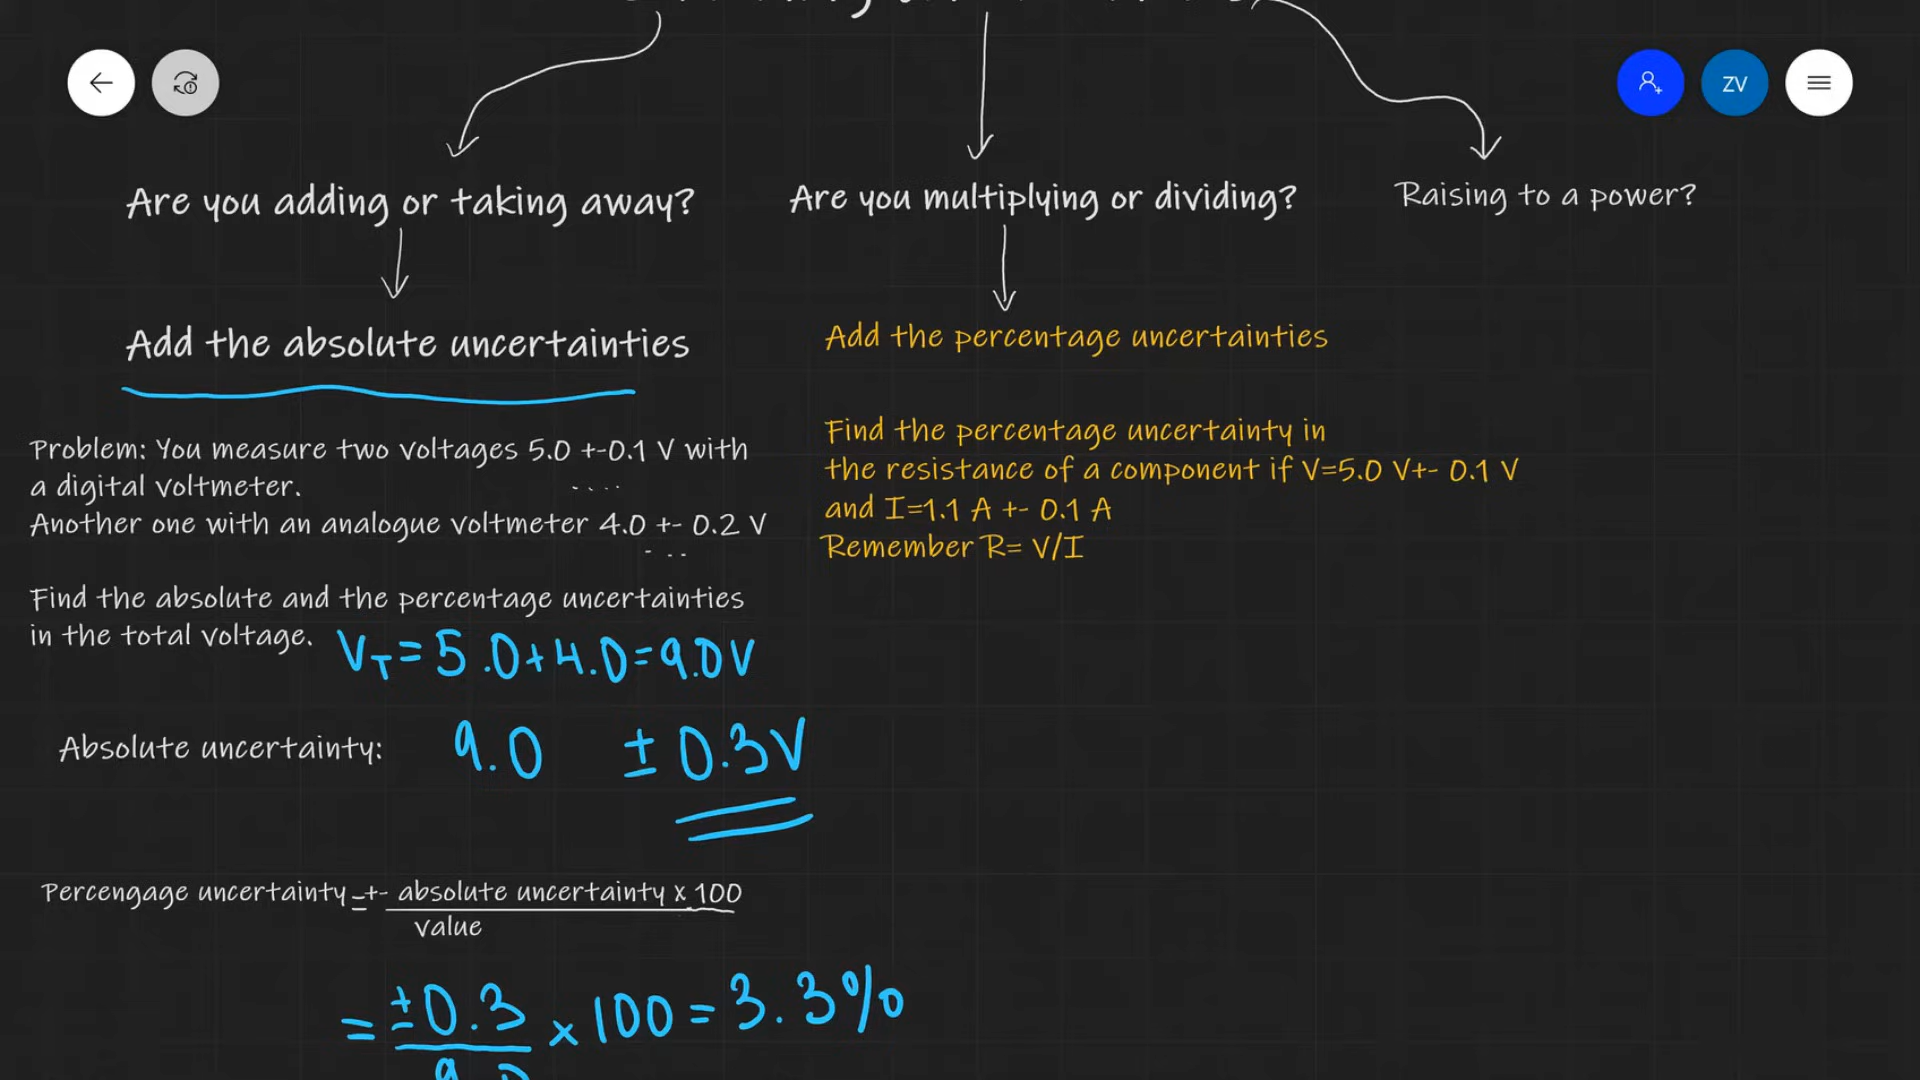 ZV
Are you adding or taking away?
Add the absolute uncertainties
Problem: You measure two voltages 5.0 +-0.1 V with
a digital voltmeter.
Another one with an analogue voltmeter 4.0 +- 0.2 V
Find the absolute and the percentage uncertainties
in the total voltage.
VT = 5.0+4.0=9.0V
Absolute uncertainty: 9.0 ± 0.3V
Percengage uncertainty = +- absolute uncertainty x 100
value
= ±0.3 x 100 = 3.3%
9.0
Are you multiplying or dividing?
Add the percentage uncertainties
Find the percentage uncertainty in
the resistance of a component if V=5.0 V+- 0.1 V
and I=1.1 A +- 0.1 A
Remember R= V/I
Raising to a power?